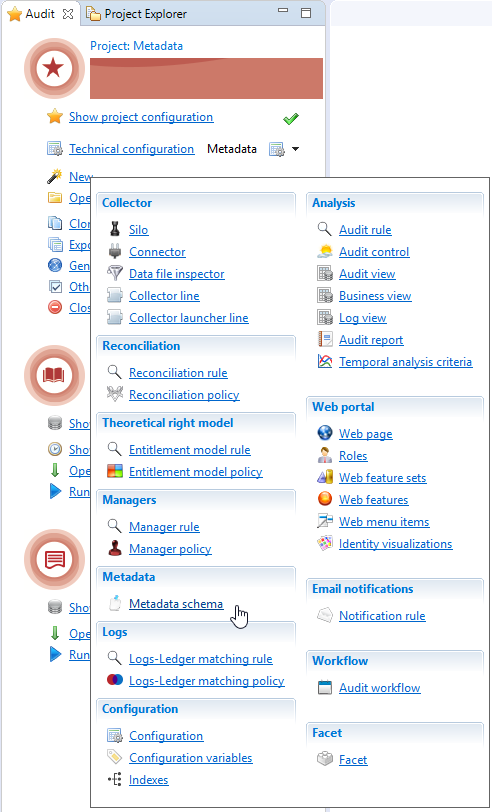 Audit
Project Explorer
Project: Metadata
Show project configuration
Technical configuration Metadata
New
Ope
Clor
Expo
Gen
Oth
Clos
Sho
Sho
Ope
Run
Sho
Ope
Run
Collector
Silo
Connector
Data file inspector
Collector line
Collector launcher line
Reconciliation
Reconciliation rule
Reconciliation policy
Theoretical right model
Entitlement model rule
Entitlement model policy
Managers
Manager rule
Manager policy
Metadata
Metadata schema
Logs
Logs-Ledger matching rule
Logs-Ledger matching policy
Configuration
Configuration
Configuration variables
Indexes
Analysis
Audit rule
Audit control
Audit view
Business view
Log view
Audit report
Temporal analysis criteria
Web portal
Web page
Roles
Web feature sets
Web features
Web menu items
Identity visualizations
Email notifications
Notification rule
Workflow
Audit workflow
Facet
Facet